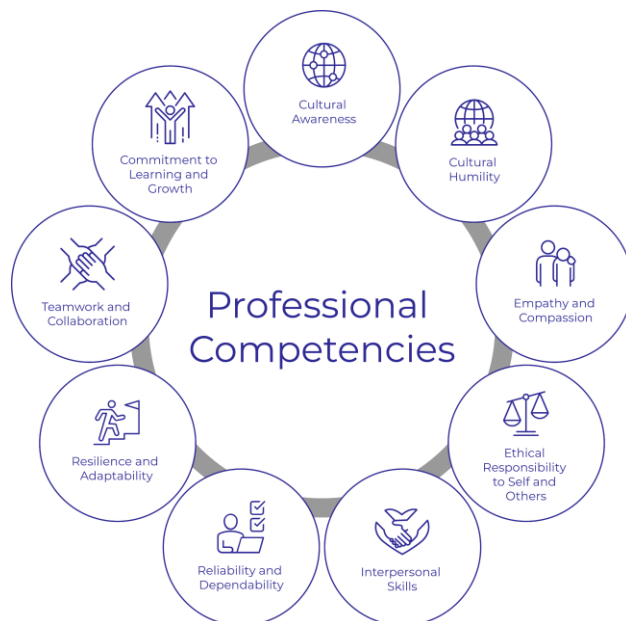 Cultural
Awareness
Cultural
Humility
Empathy and
Compassion
Ethical
Responsibility
to Self and
Others
Interpersonal
Skills
Reliability and
Dependability
Resilience and
Adaptability
Teamwork and
Collaboration
Commitment to
Learning and
Growth
Professional
Competencies